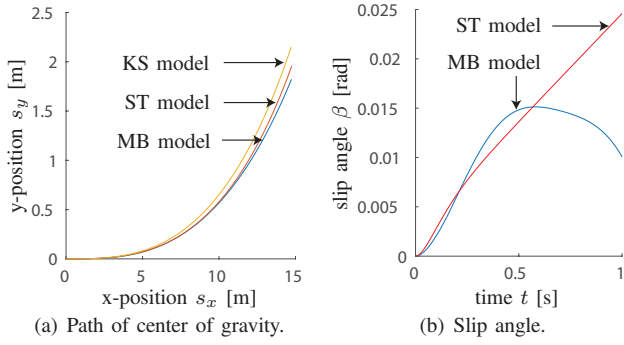 2.5
2
1.5
1
0.5
0
y-position s_y [m]
KS model
ST model
MB model
0 5 10 15
x-position s_x [m]
(a) Path of center of gravity.
0.025
0.02
0.015
0.01
0.005
0
slip angle β [rad]
ST model
MB model
0 0.5 1
time t [s]
(b) Slip angle.